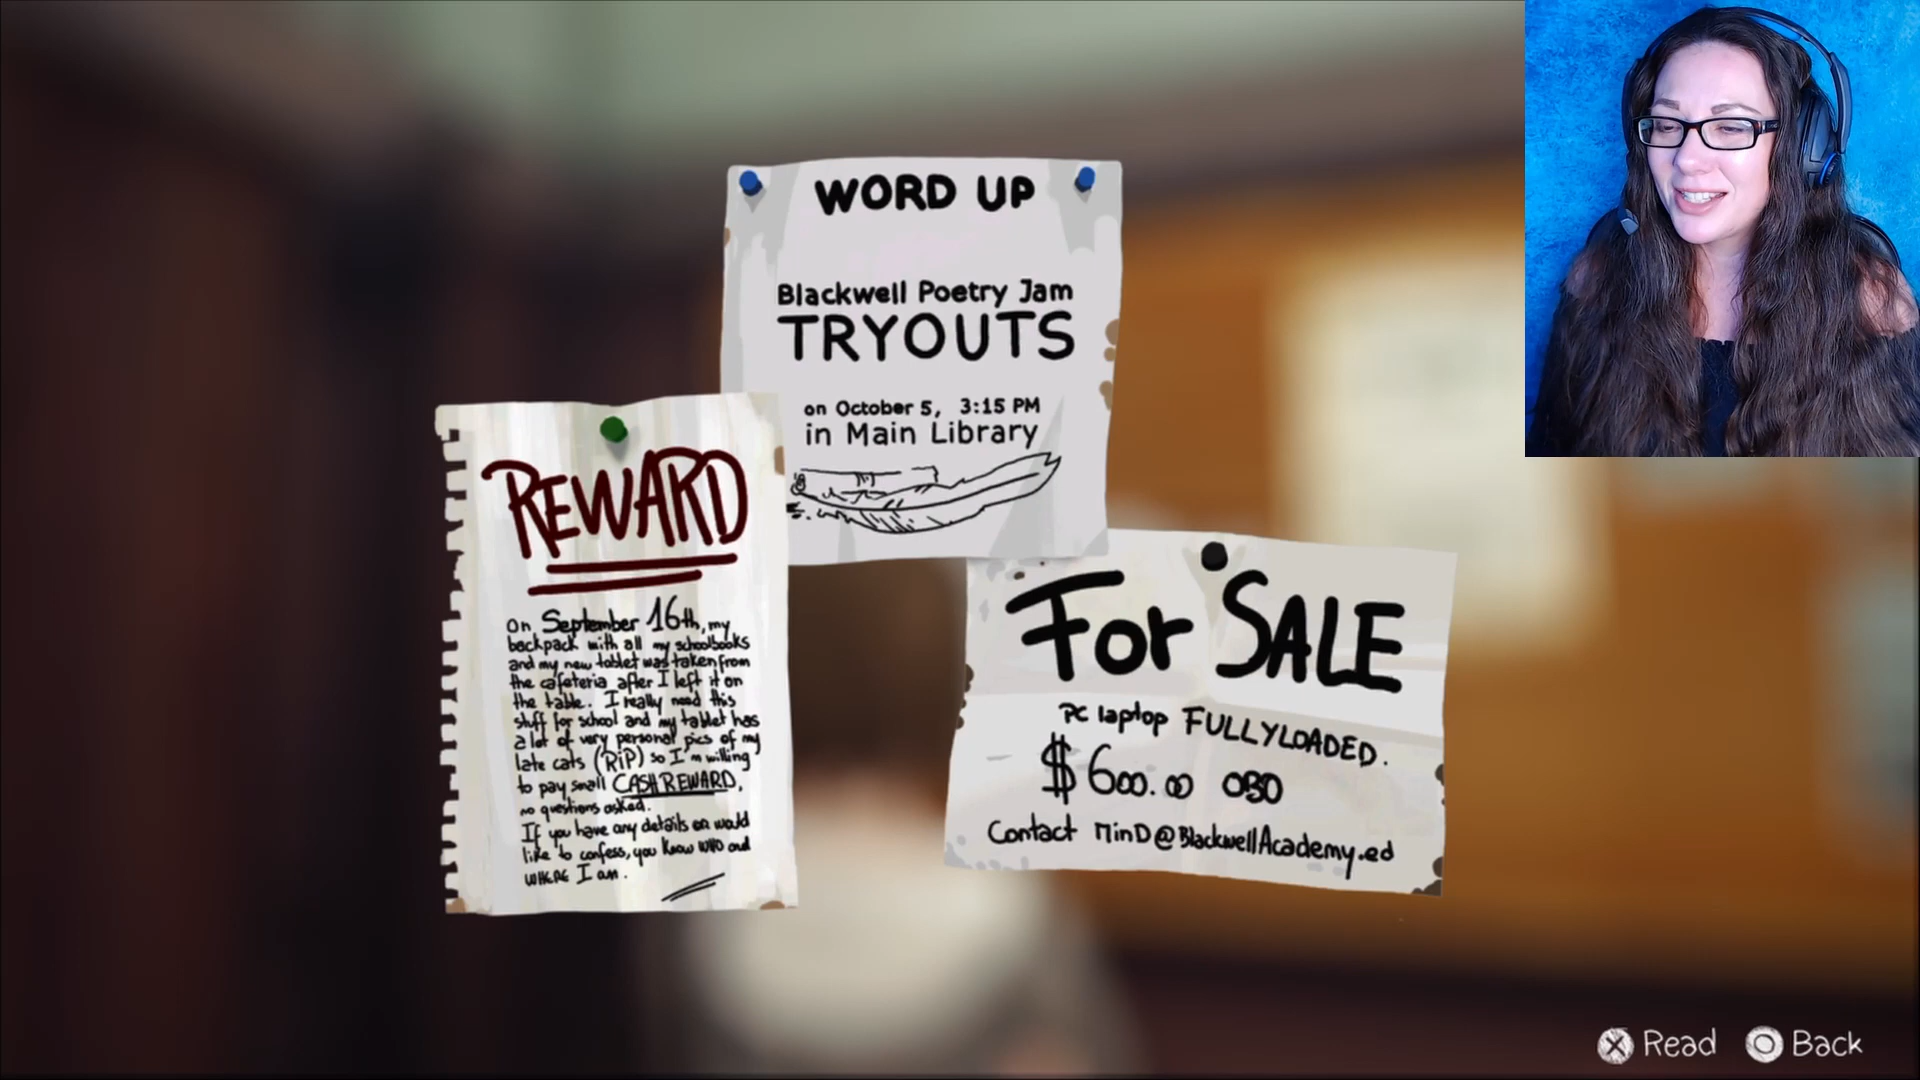 WORD UP
Blackwell Poetry Jam
TRYOUTS
on October 5, 3:15 PM
in Main Library
REWARD
On September 16th, my
backpack with all my schoolbooks
and my new tablet was taken from
the cafeteria after I left it on
the table. I really need this
stuff for school and my tablet has
a lot of very personal pics of my
late cats (RiP) so I'm willing
to pay small CASH REWARD,
no questions asked.
If you have any details or would
like to confess, you know WHO and
WHERE I am.
For SALE
PC laptop FULLYLOADED.
$600.00 OBO
Contact MinD@BlackwellAcademy.ed
Read
Back